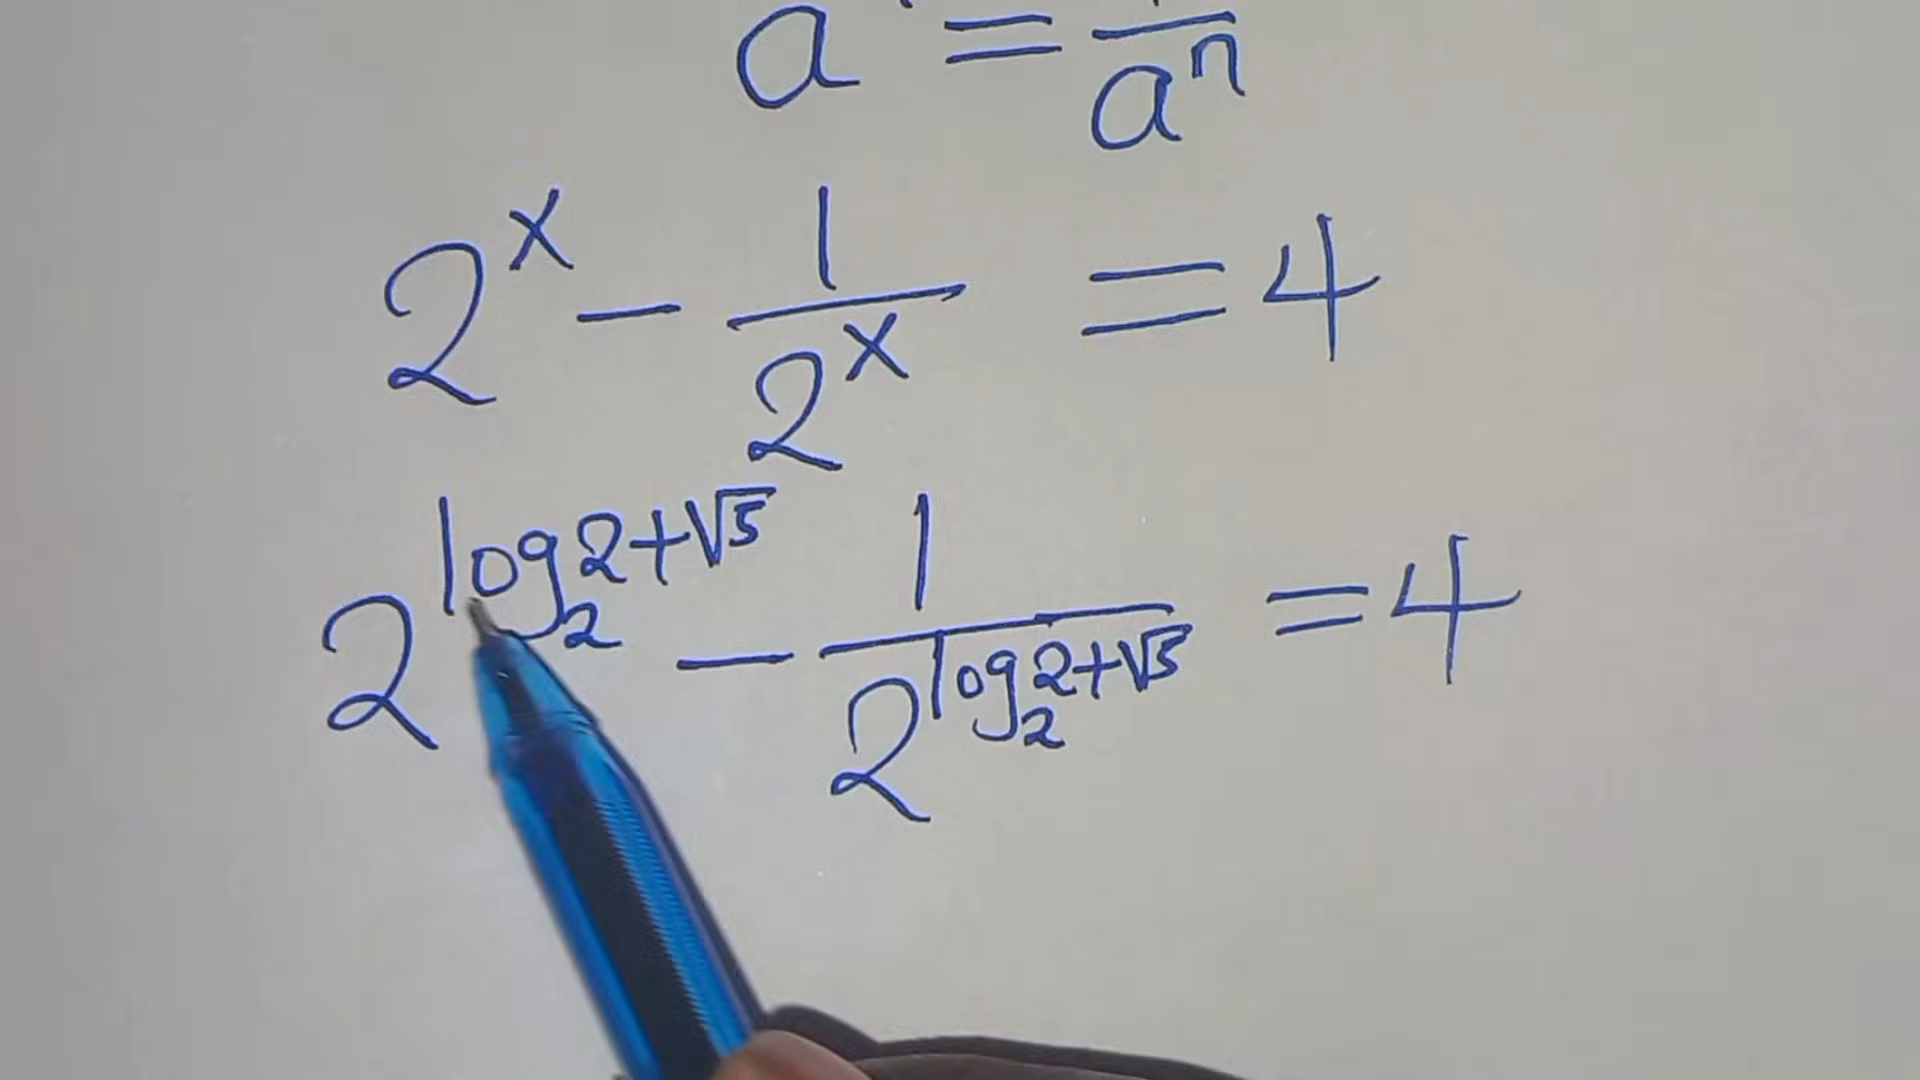 a = 1/aⁿ
2ˣ - 1/2ˣ = 4
2^(log₂ 2+√5) - 1/2^(log₂ 2+√5) = 4